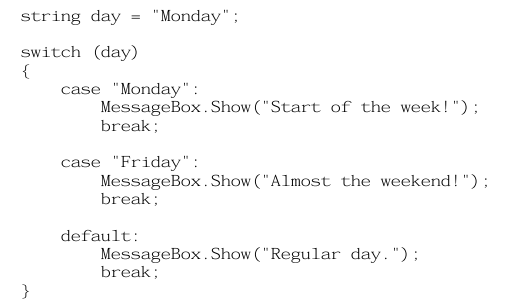 string day = "Monday";
switch (day)
{
case "Monday":
MessageBox.Show("Start of the week!");
break;
case "Friday":
MessageBox.Show("Almost the weekend!");
break;
default:
MessageBox.Show("Regular day.");
break;
}